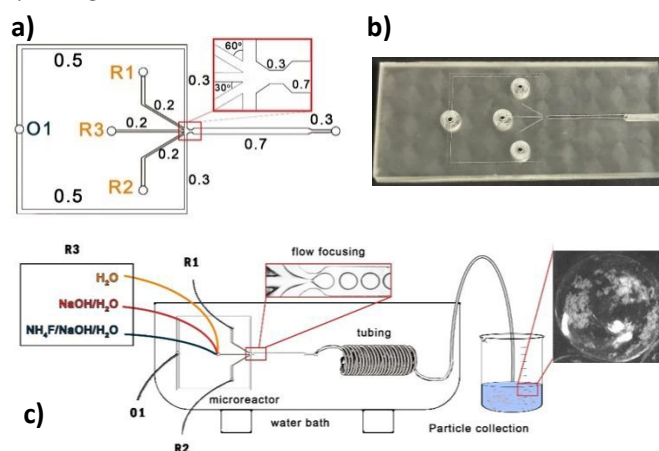 a)
b)
60º
0.3
0.7
30º
0.5
R1
0.3
0.2
O1
R3
0.2
0.2
0.3
0.7
0.5
R2
0.3
R3
H2O
NaOH/H2O
NH4F/NaOH/H2O
R1
flow focusing
tubing
c)
O1
microreactor
R2
water bath
Particle collection